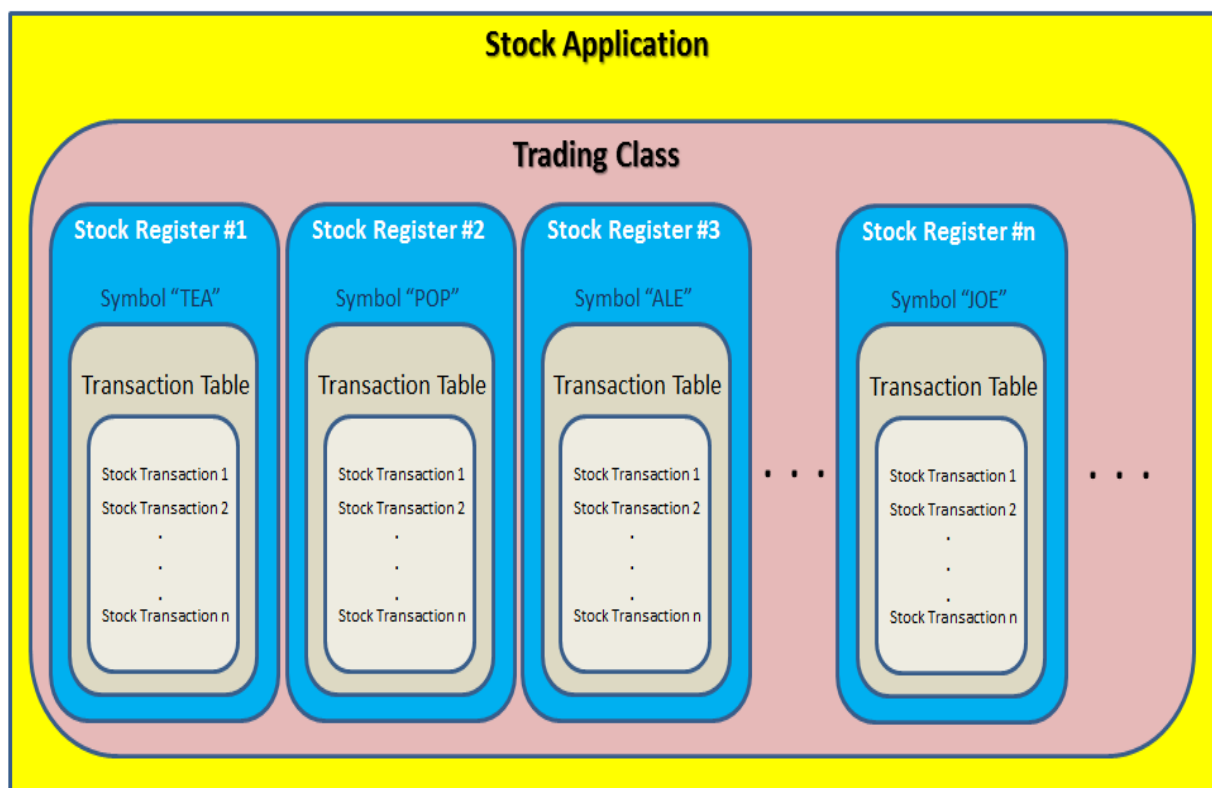 Stock Application
Trading Class
Stock Register #1
Symbol “TEA”
Transaction Table
Stock Transaction 1
Stock Transaction 2
.
.
.
Stock Transaction n
Stock Register #2
Symbol “POP”
Transaction Table
Stock Transaction 1
Stock Transaction 2
.
.
.
Stock Transaction n
Stock Register #3
Symbol “ALE”
Transaction Table
Stock Transaction 1
Stock Transaction 2
.
.
.
Stock Transaction n
. . .
Stock Register #n
Symbol “JOE”
Transaction Table
Stock Transaction 1
Stock Transaction 2
.
.
.
Stock Transaction n
. . .